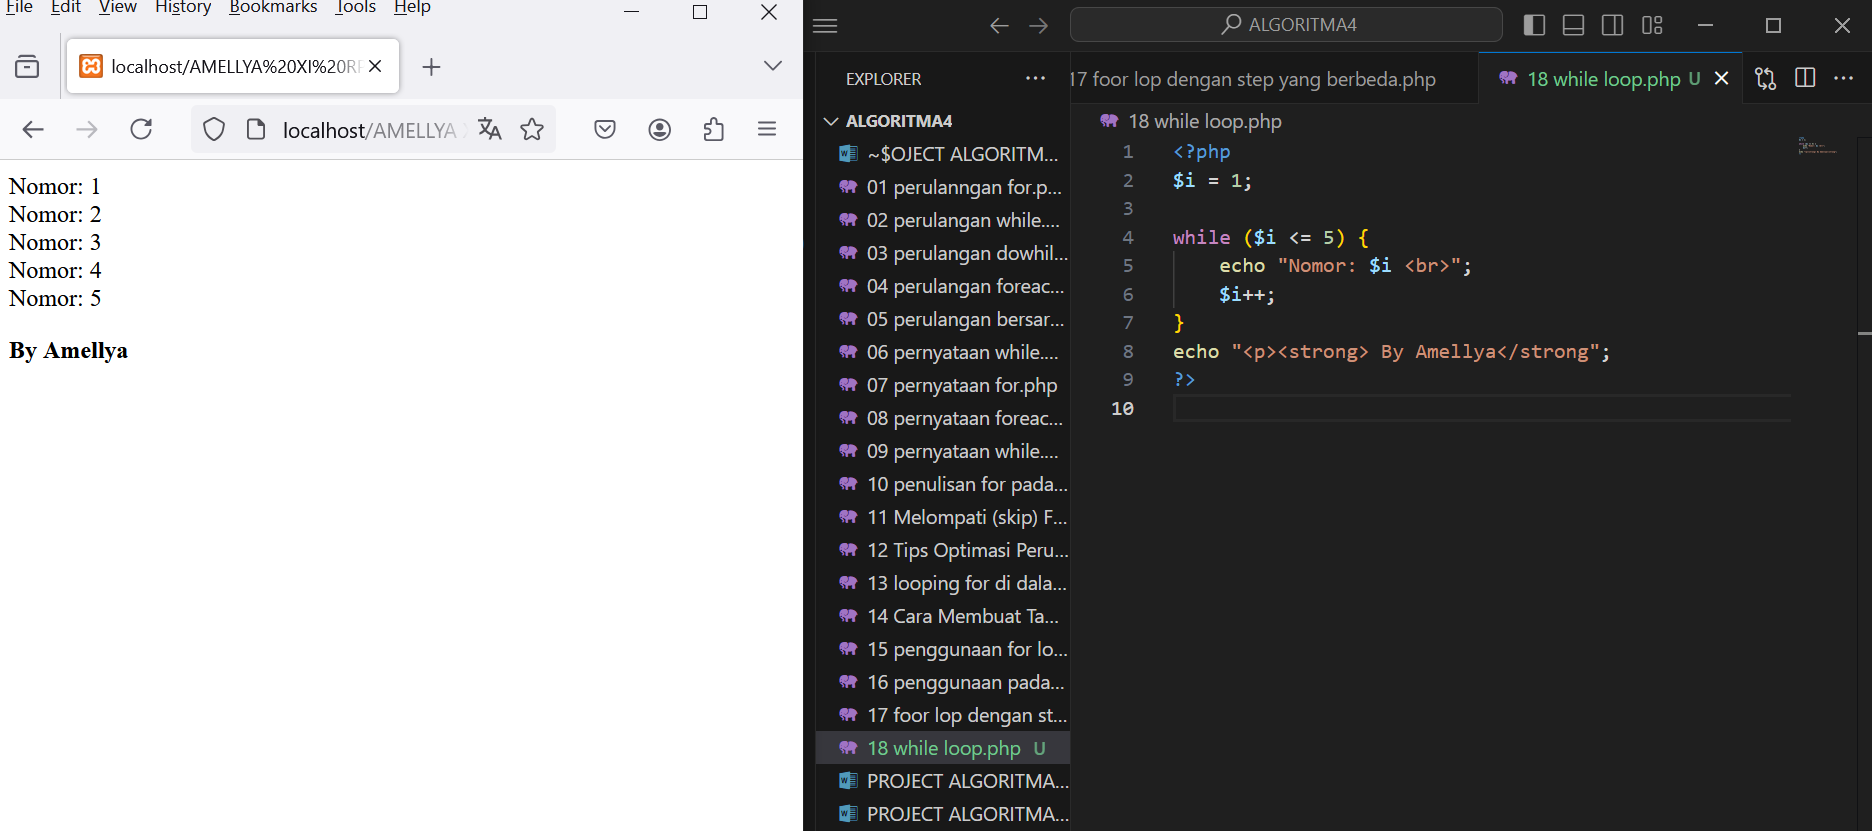 File Edit View History Bookmarks Tools Help
localhost/AMELLYA%20XI%20RP
localhost/AMELLYA
Nomor: 1
Nomor: 2
Nomor: 3
Nomor: 4
Nomor: 5
By Amellya
ALGORITMA4
EXPLORER
ALGORITMA4
~$OJECT ALGORITM...
01 perulanngan for.p...
02 perulangan while....
03 perulangan dowhil...
04 perulangan foreac...
05 perulangan bersar...
06 pernyataan while....
07 pernyataan for.php
08 pernyataan foreac...
09 pernyataan while....
10 penulisan for pada...
11 Melompati (skip) F...
12 Tips Optimasi Peru...
13 looping for di dala...
14 Cara Membuat Ta...
15 penggunaan for lo...
16 penggunaan pada...
17 foor lop dengan st...
18 while loop.php U
PROJECT ALGORITMA...
PROJECT ALGORITMA...
17 foor lop dengan step yang berbeda.php
18 while loop.php U
18 while loop.php
1 <?php
2 $i = 1;
3
4 while ($i <= 5) {
5 echo "Nomor: $i <br>";
6 $i++;
7 }
8 echo "<p><strong> By Amellya</strong";
9 ?>
10